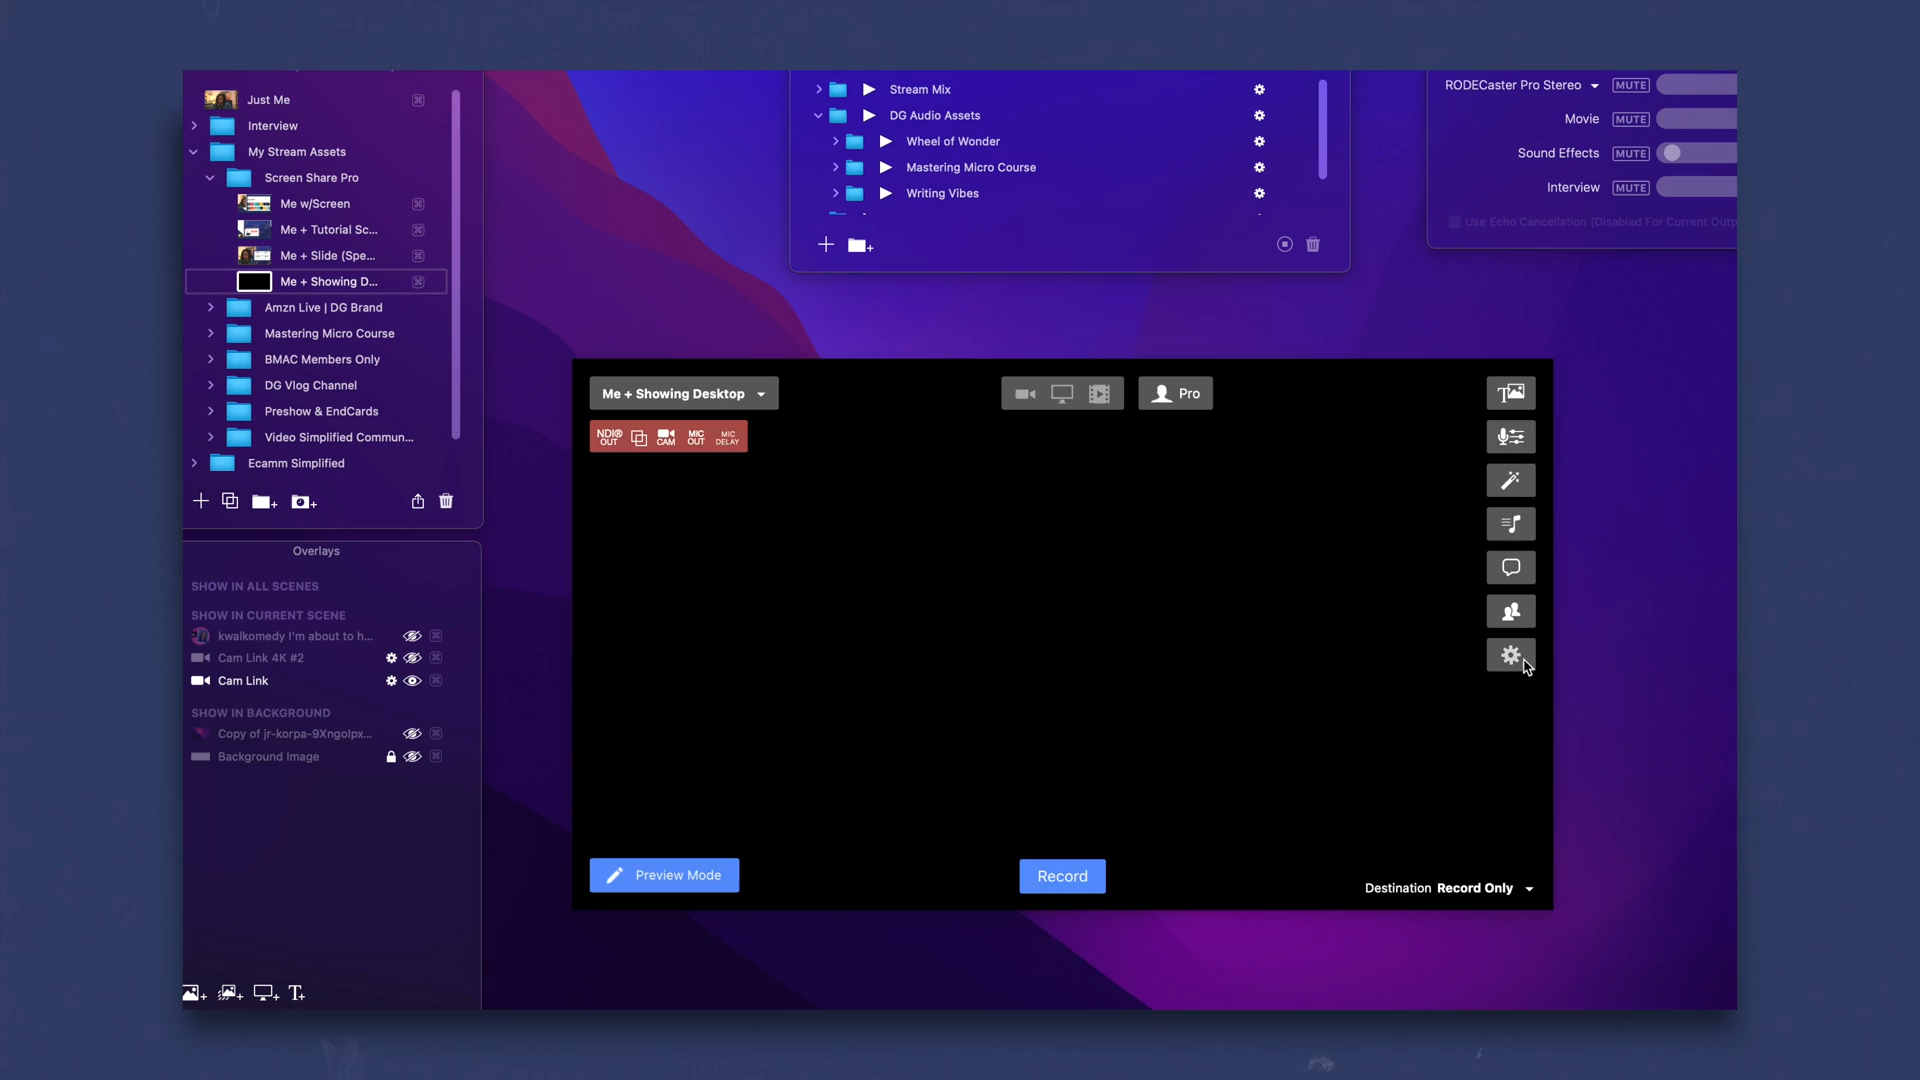 Just Me
Interview
My Stream Assets
Screen Share Pro
Me w/Screen
Me + Tutorial Sc...
Me + Slide (Spe...
Me + Showing D...
Amzn Live | DG Brand
Mastering Micro Course
BMAC Members Only
DG Vlog Channel
Preshow & EndCards
Video Simplified Commun...
Ecamm Simplified
Overlays
SHOW IN ALL SCENES
SHOW IN CURRENT SCENE
kwalkomedy I'm about to h...
Cam Link 4K #2
Cam Link
SHOW IN BACKGROUND
Copy of jr-korpa-9Xngolpx...
Background Image
Stream Mix
DG Audio Assets
Wheel of Wonder
Mastering Micro Course
Writing Vibes
RODECaster Pro Stereo MUTE
Movie MUTE
Sound Effects MUTE
Interview MUTE
Use Echo Cancellation (Disabled For Current Outp
Me + Showing Desktop
Pro
NDI® OUT CAM MIC OUT MIC DELAY
Preview Mode
Record
Destination Record Only